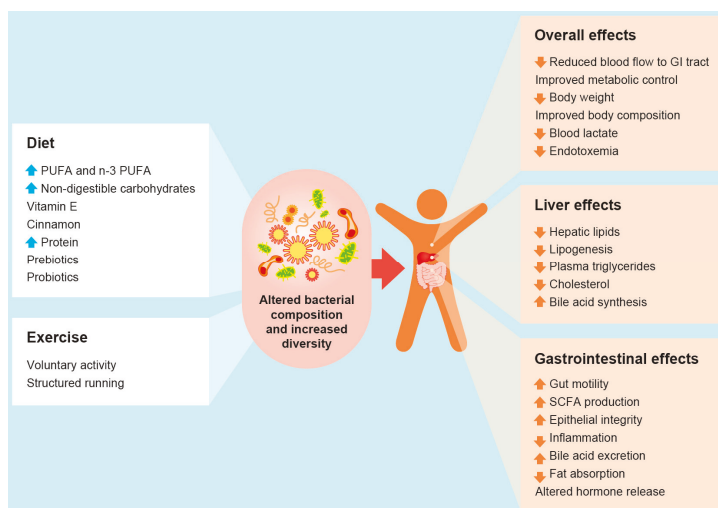 Diet
PUFA and n-3 PUFA
Non-digestible carbohydrates
Vitamin E
Cinnamon
Protein
Prebiotics
Probiotics
Exercise
Voluntary activity
Structured running
Altered bacterial
composition
and increased
diversity
Overall effects
Reduced blood flow to GI tract
Improved metabolic control
Body weight
Improved body composition
Blood lactate
Endotoxemia
Liver effects
Hepatic lipids
Lipogenesis
Plasma triglycerides
Cholesterol
Bile acid synthesis
Gastrointestinal effects
Gut motility
SCFA production
Epithelial integrity
Inflammation
Bile acid excretion
Fat absorption
Altered hormone release